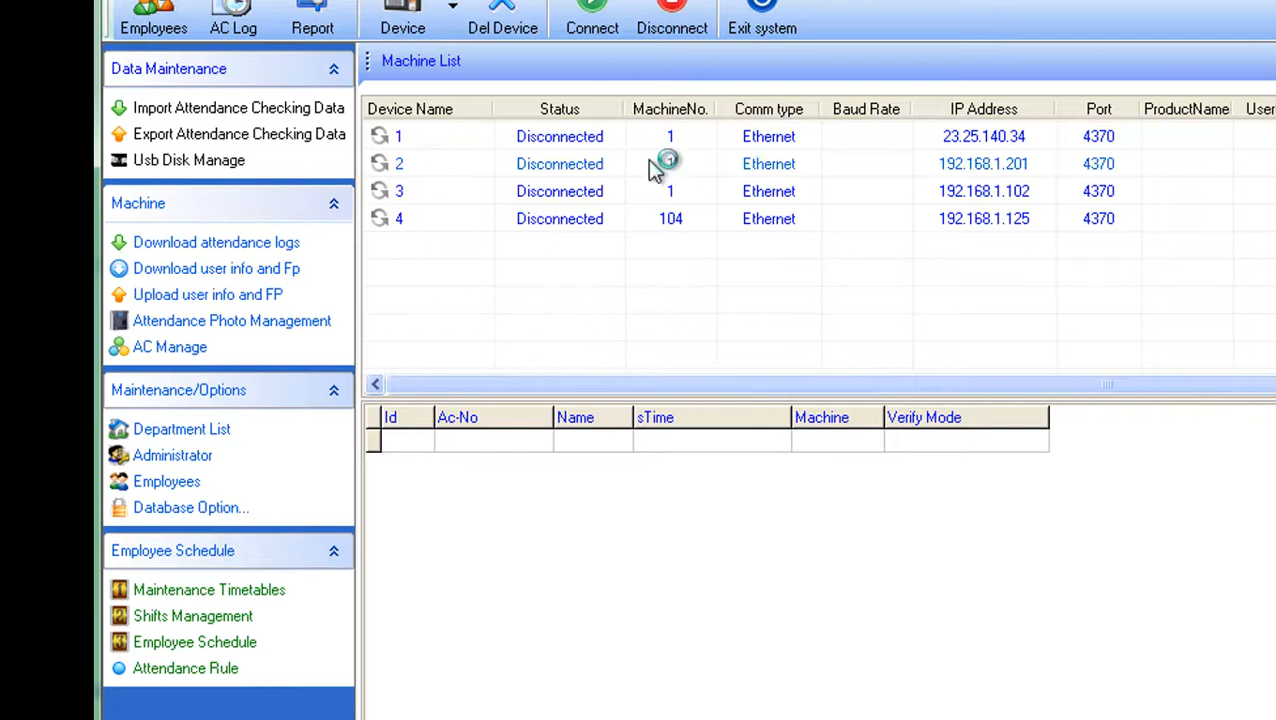 Employees AC Log Report Device Del Device Connect Disconnect Exit system
Data Maintenance
Import Attendance Checking Data
Export Attendance Checking Data
Usb Disk Manage
Machine
Download attendance logs
Download user info and Fp
Upload user info and FP
Attendance Photo Management
AC Manage
Maintenance/Options
Department List
Administrator
Employees
Database Option...
Employee Schedule
Maintenance Timetables
Shifts Management
Employee Schedule
Attendance Rule
Machine List
Device Name Status MachineNo. Comm type Baud Rate IP Address Port ProductName User
1 Disconnected 1 Ethernet 23.25.140.34 4370
2 Disconnected Ethernet 192.168.1.201 4370
3 Disconnected 1 Ethernet 192.168.1.102 4370
4 Disconnected 104 Ethernet 192.168.1.125 4370
Id Ac-No Name sTime Machine Verify Mode